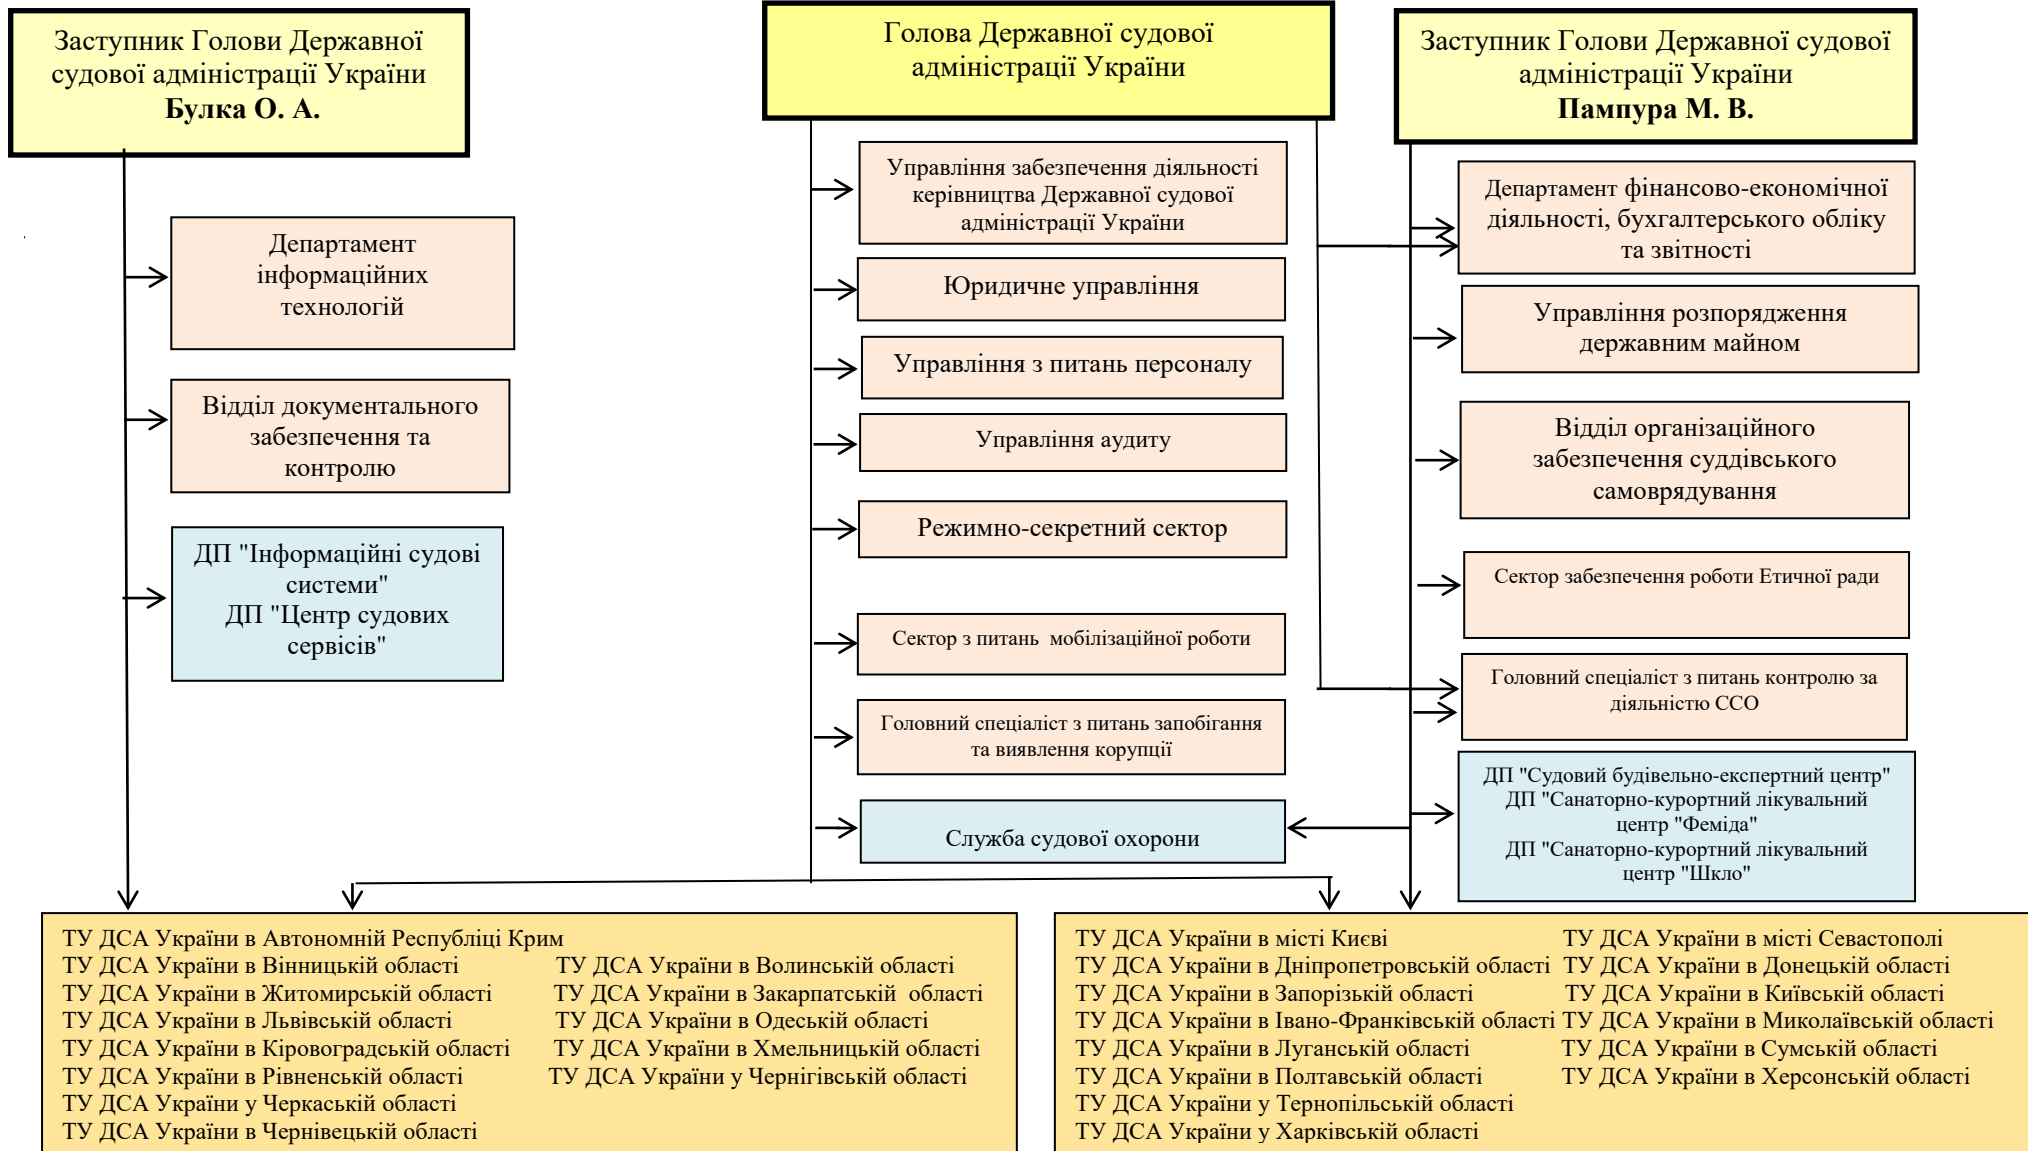 Заступник Голови Державної
судової адміністрації України
Булка О. А.
Департамент
інформаційних
технологій
Відділ документального
забезпечення та
контролю
ДП "Інформаційні судові
системи"
ДП "Центр судових
сервісів"
Голова Державної судової
адміністрації України
Управління забезпечення діяльності
керівництва Державної судової
адміністрації України
Юридичне управління
Управління з питань персоналу
Управління аудиту
Режимно-секретний сектор
Сектор з питань мобілізаційної роботи
Головний спеціаліст з питань запобігання
та виявлення корупції
Служба судової охорони
Заступник Голови Державної судової
адміністрації України
Пампура М. В.
Департамент фінансово-економічної
діяльності, бухгалтерського обліку
та звітності
Управління розпорядження
державним майном
Відділ організаційного
забезпечення суддівського
самоврядування
Сектор забезпечення роботи Етичної ради
Головний спеціаліст з питань контролю за
діяльністю ССО
ДП "Судовий будівельно-експертний центр"
ДП "Санаторно-курортний лікувальний
центр "Феміда"
ДП "Санаторно-курортний лікувальний
центр "Шкло"
ТУ ДСА України в Автономній Республіці Крим
ТУ ДСА України в Вінницькій області ТУ ДСА України в Волинській області
ТУ ДСА України в Житомирській області ТУ ДСА України в Закарпатській області
ТУ ДСА України в Львівській області ТУ ДСА України в Одеській області
ТУ ДСА України в Кіровоградській області ТУ ДСА України в Хмельницькій області
ТУ ДСА України в Рівненській області ТУ ДСА України у Чернігівській області
ТУ ДСА України у Черкаській області
ТУ ДСА України в Чернівецькій області
ТУ ДСА України в місті Києві ТУ ДСА України в місті Севастополі
ТУ ДСА України в Дніпропетровській області ТУ ДСА України в Донецькій області
ТУ ДСА України в Запорізькій області ТУ ДСА України в Київській області
ТУ ДСА України в Івано-Франківській області ТУ ДСА України в Миколаївській області
ТУ ДСА України в Луганській області ТУ ДСА України в Сумській області
ТУ ДСА України в Полтавській області ТУ ДСА України в Херсонській області
ТУ ДСА України у Тернопільській області
ТУ ДСА України у Харківській області